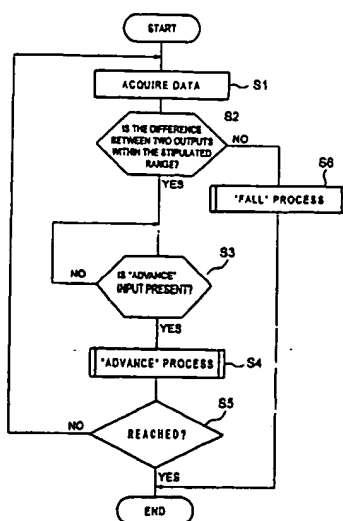 START
ACQUIRE DATA
S1
S2
IS THE DIFFERENCE
BETWEEN TWO OUTPUTS
WITHIN THE STIPULATED
RANGE?
NO
YES
S6
"FALL" PROCESS
S3
NO
IS "ADVANCE"
INPUT PRESENT?
YES
"ADVANCE" PROCESS
S4
S5
NO
REACHED?
YES
END